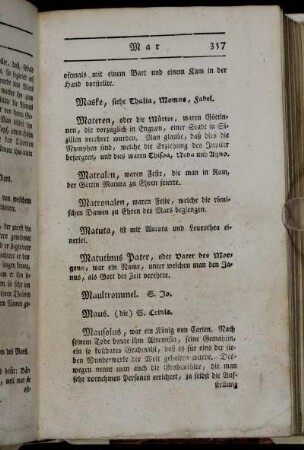 Mar 357
oftmals mit einem Bart und einem Kam in der
Hand vorstellet.
Maske, siehe Thalia, Momus, Fabel.
Materen, oder die Mütter, waren Göttin-
nen, die vorzüglich in Engyon, einer Stadt in Si-
zilien verehret wurden. Man glaubt, daß dies die
Nymphen sind, welche die Erziehung des Jupiter
besorgten, und dies waren Thisoa, Neda und Agno.
Matralen, waren Feste, die man in Rom,
der Göttin Matuta zu Ehren feierte.
Matronalen, waren Feste, welche die römi-
schen Damen zu Ehren des Mars begiengen.
Matuta, ist mit Aurora und Leucothea ei-
nerlei.
Matutinus Pater, oder Vater des Mor-
gens, war ein Name, unter welchem man den Ja-
nus, als Gott der Zeit verehrte.
Maultrommel. S. Jo.
Maus. (die) S. Crinis.
Mausolus, war ein König von Carien. Nach
seinem Tode baute ihm Artemisia, seine Gemahlin,
ein so kostbares Grabmahl, daß es für eins der sie-
ben Wunderwerke der Welt gehalten wurde. Des-
wegen nennt man auch die Grabmähler, die man
sehr vornehmen Personen errichtet, ja selbst die Auf-
stellung